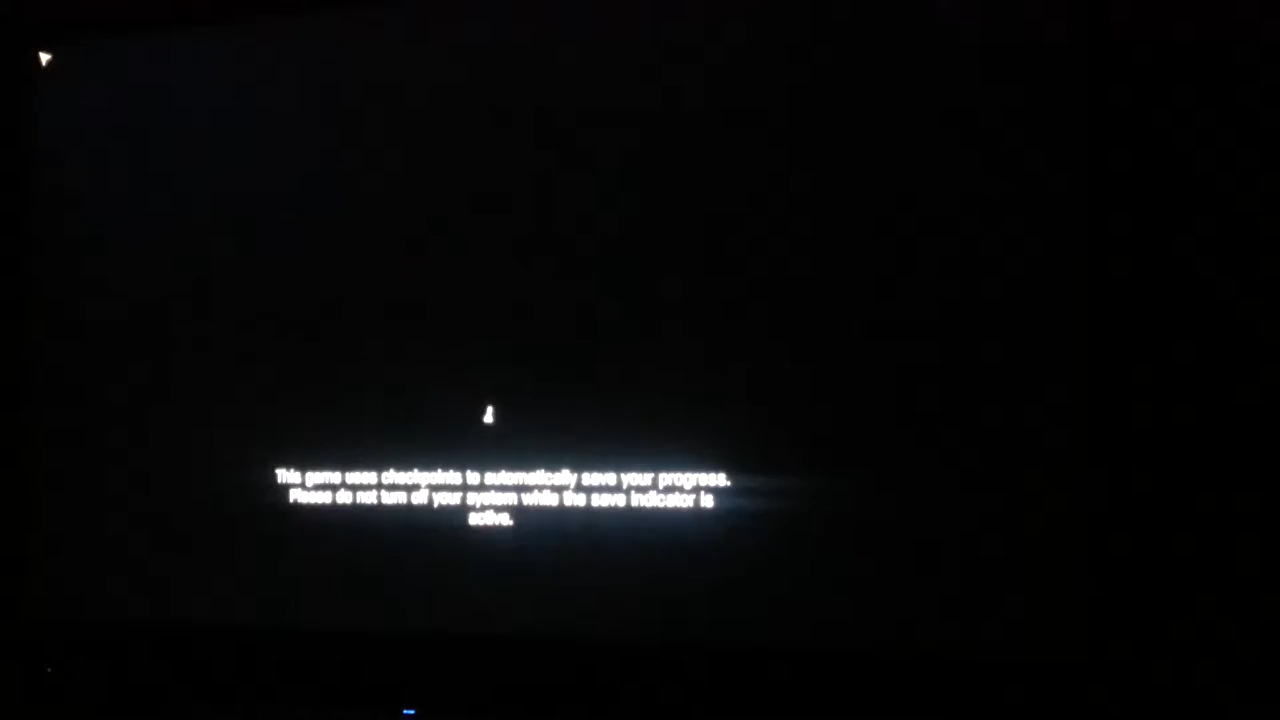 This game uses checkpoints to automatically save your progress.
Please do not turn off your system while the save indicator is
active.